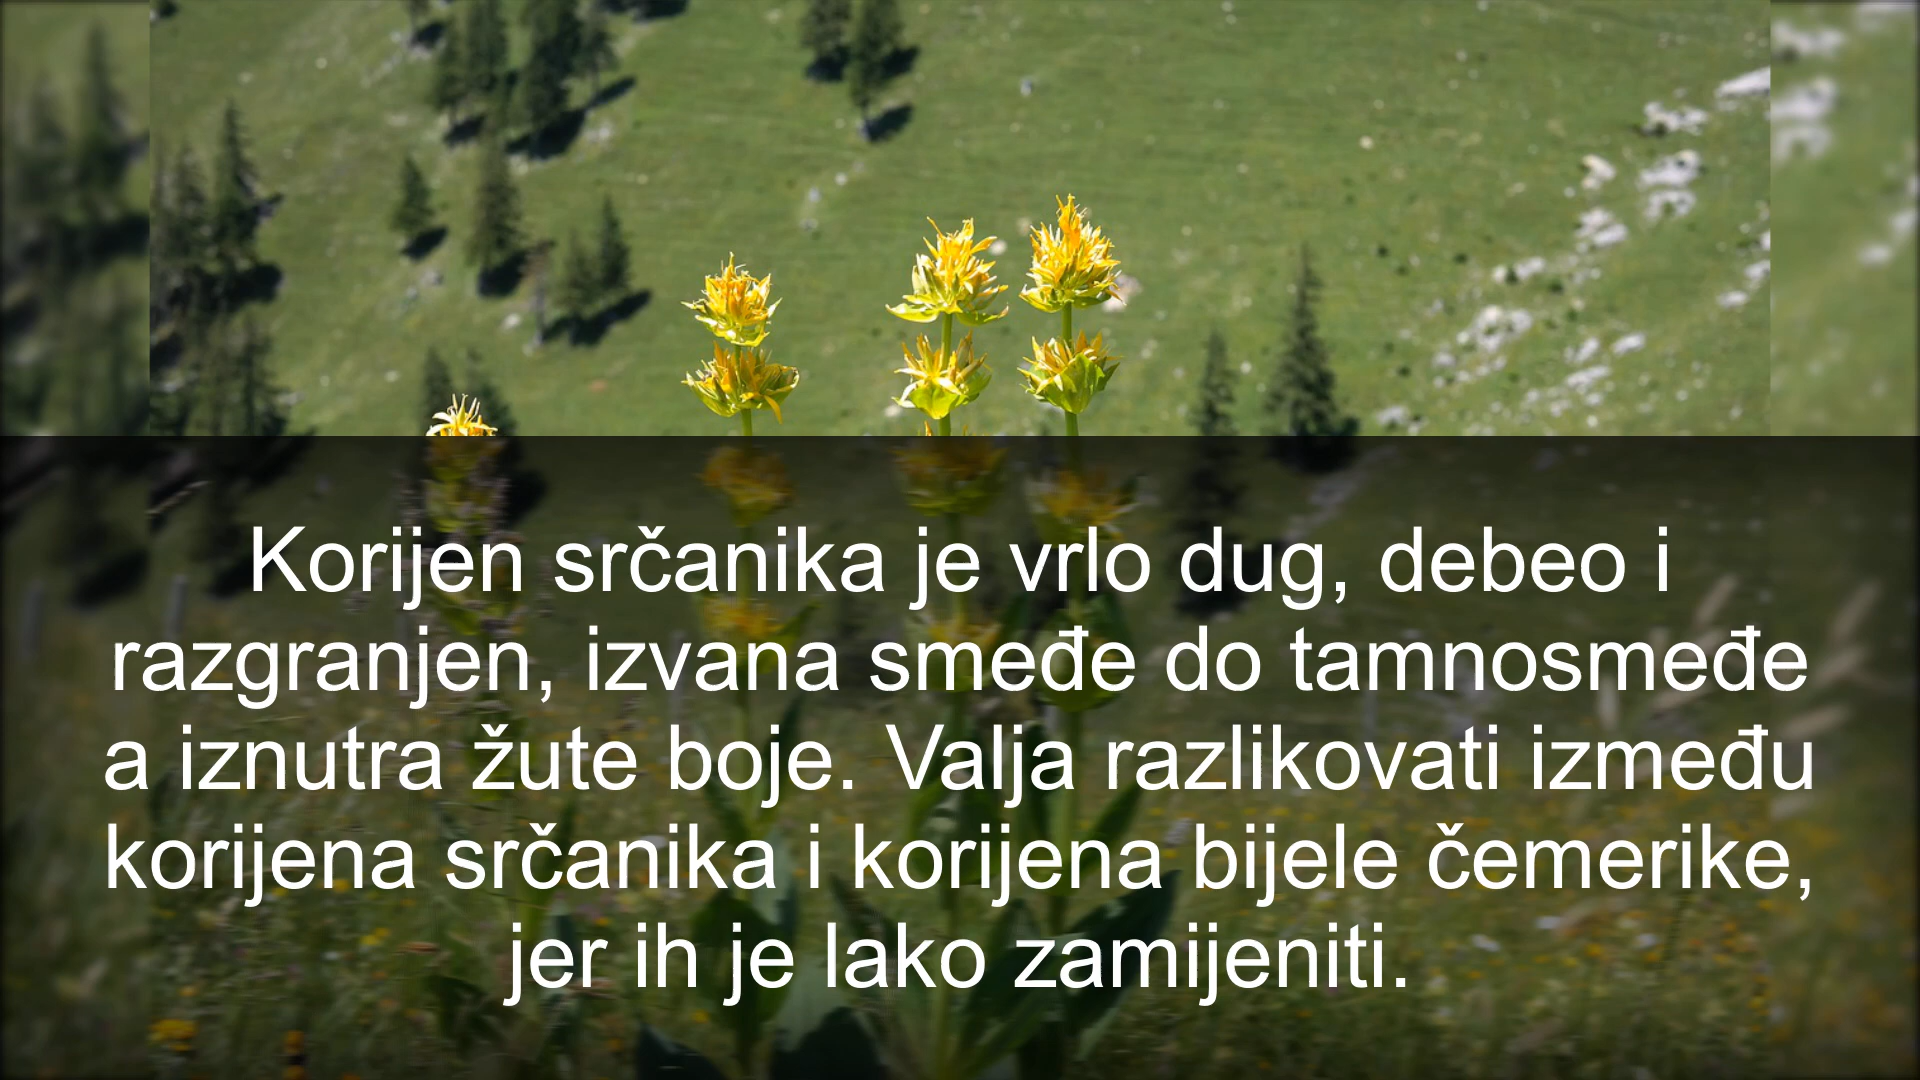 Korijen srčanika je vrlo dug, debeo i
razgranjen, izvana smeđe do tamnosmeđe
a iznutra žute boje. Valja razlikovati između
korijena srčanika i korijena bijele čemerike,
jer ih je lako zamijeniti.